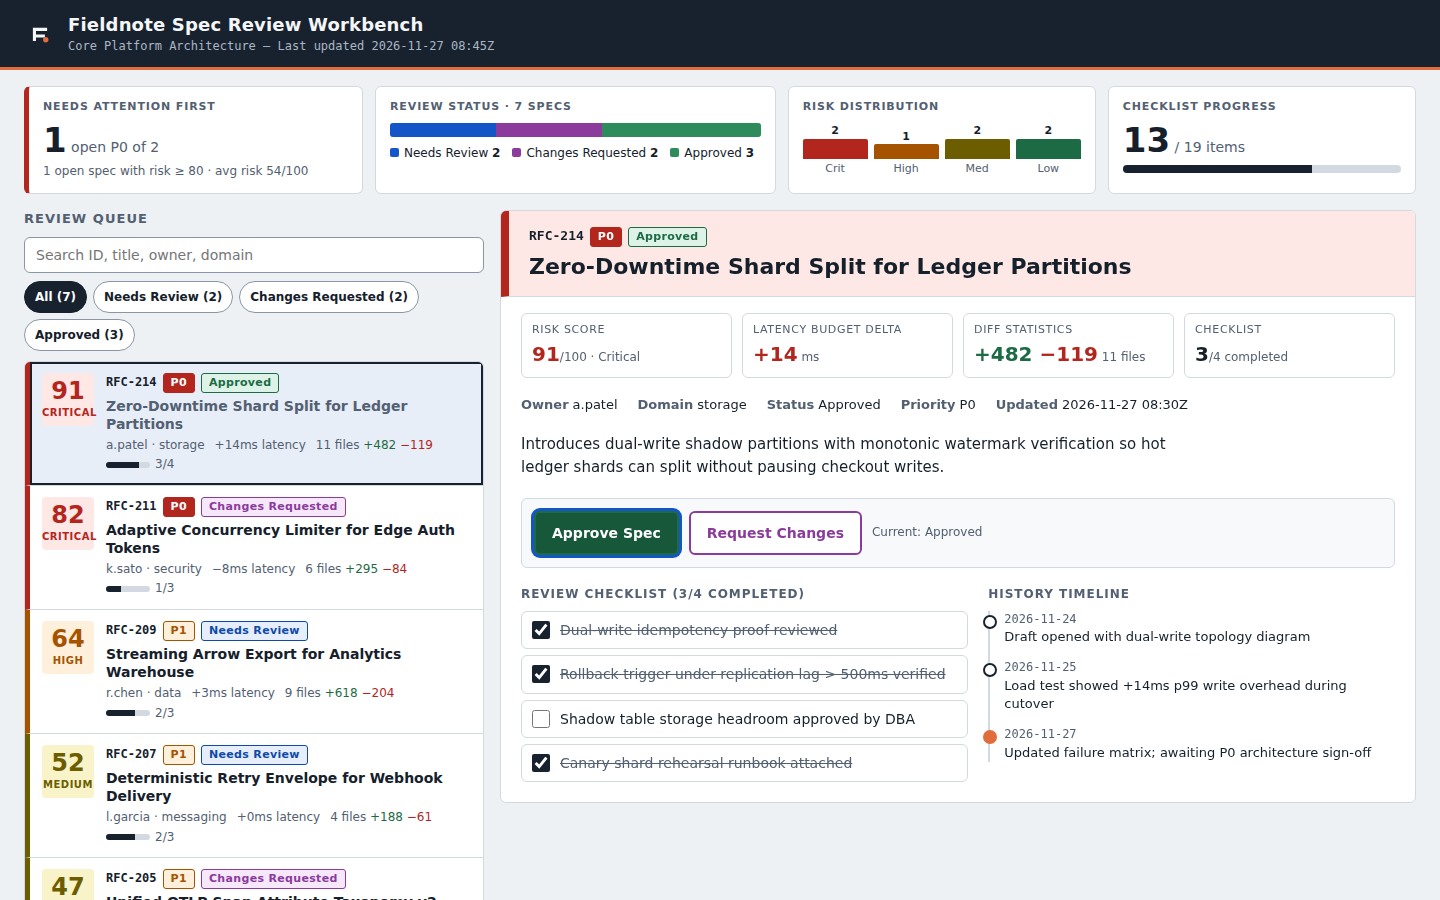 Fieldnote Spec Review Workbench
Core Platform Architecture — Last updated 2026-11-27 08:45Z
NEEDS ATTENTION FIRST
1 open P0 of 2
1 open spec with risk ≥ 80 · avg risk 54/100
REVIEW STATUS · 7 SPECS
Needs Review 2 Changes Requested 2 Approved 3
RISK DISTRIBUTION
2 1 2 2
Crit High Med Low
CHECKLIST PROGRESS
13 / 19 items
REVIEW QUEUE
Search ID, title, owner, domain
All (7) Needs Review (2) Changes Requested (2)
Approved (3)
91 CRITICAL
RFC-214 P0 Approved
Zero-Downtime Shard Split for Ledger
Partitions
a.patel · storage +14ms latency 11 files +482 −119
3/4
82 CRITICAL
RFC-211 P0 Changes Requested
Adaptive Concurrency Limiter for Edge Auth
Tokens
k.sato · security −8ms latency 6 files +295 −84
1/3
64 HIGH
RFC-209 P1 Needs Review
Streaming Arrow Export for Analytics
Warehouse
r.chen · data +3ms latency 9 files +618 −204
2/3
52 MEDIUM
RFC-207 P1 Needs Review
Deterministic Retry Envelope for Webhook
Delivery
l.garcia · messaging +0ms latency 4 files +188 −61
2/3
47
RFC-205 P1 Changes Requested
RFC-214 P0 Approved
Zero-Downtime Shard Split for Ledger Partitions
RISK SCORE
91/100 · Critical
LATENCY BUDGET DELTA
+14 ms
DIFF STATISTICS
+482 −119 11 files
CHECKLIST
3/4 completed
Owner a.patel Domain storage Status Approved Priority P0 Updated 2026-11-27 08:30Z
Introduces dual-write shadow partitions with monotonic watermark verification so hot
ledger shards can split without pausing checkout writes.
Approve Spec Request Changes Current: Approved
REVIEW CHECKLIST (3/4 COMPLETED)
Dual-write idempotency proof reviewed
Rollback trigger under replication lag > 500ms verified
Shadow table storage headroom approved by DBA
Canary shard rehearsal runbook attached
HISTORY TIMELINE
2026-11-24
Draft opened with dual-write topology diagram
2026-11-25
Load test showed +14ms p99 write overhead during
cutover
2026-11-27
Updated failure matrix; awaiting P0 architecture sign-off